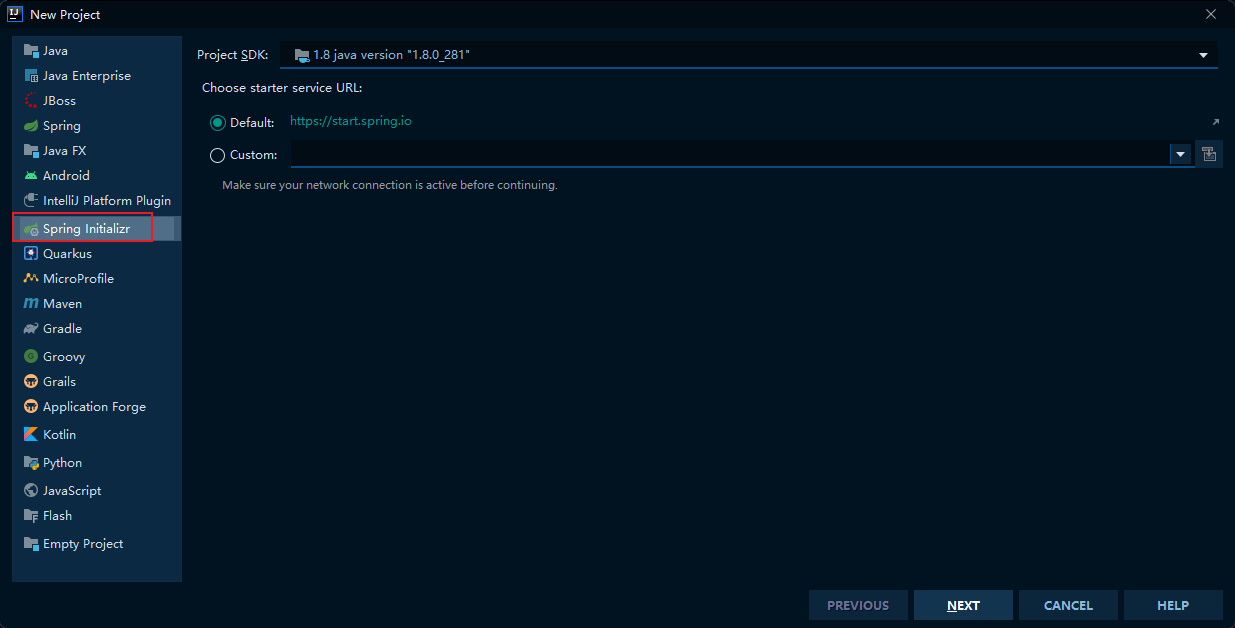 New Project
Java
Java Enterprise
JBoss
Spring
Java FX
Android
IntelliJ Platform Plugin
Spring Initializr
Quarkus
MicroProfile
Maven
Gradle
Groovy
Grails
Application Forge
Kotlin
Python
JavaScript
Flash
Empty Project
Project SDK: 1.8 java version "1.8.0_281"
Choose starter service URL:
Default: https://start.spring.io
Custom:
Make sure your network connection is active before continuing.
PREVIOUS NEXT CANCEL HELP